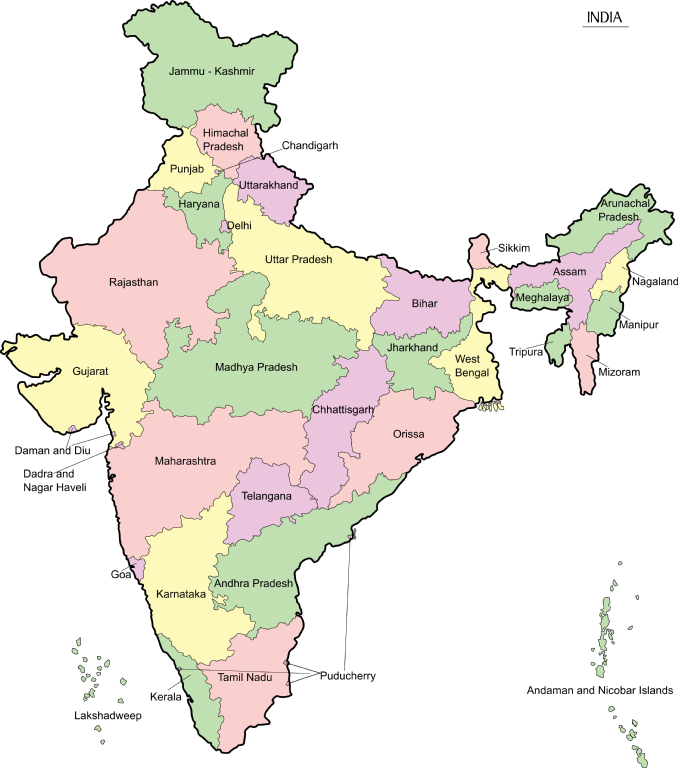 INDIA
Jammu - Kashmir
Himachal
Pradesh
Chandigarh
Punjab
Uttarakhand
Haryana
Delhi
Arunachal
Pradesh
Sikkim
Uttar Pradesh
Assam
Nagaland
Rajasthan
Bihar
Meghalaya
Manipur
Jharkhand
Tripura
West
Bengal
Mizoram
Gujarat
Madhya Pradesh
Chhattisgarh
Orissa
Daman and Diu
Maharashtra
Dadra and
Nagar Haveli
Telangana
Goa
Andhra Pradesh
Karnataka
Tamil Nadu
Puducherry
Kerala
Lakshadweep
Andaman and Nicobar Islands